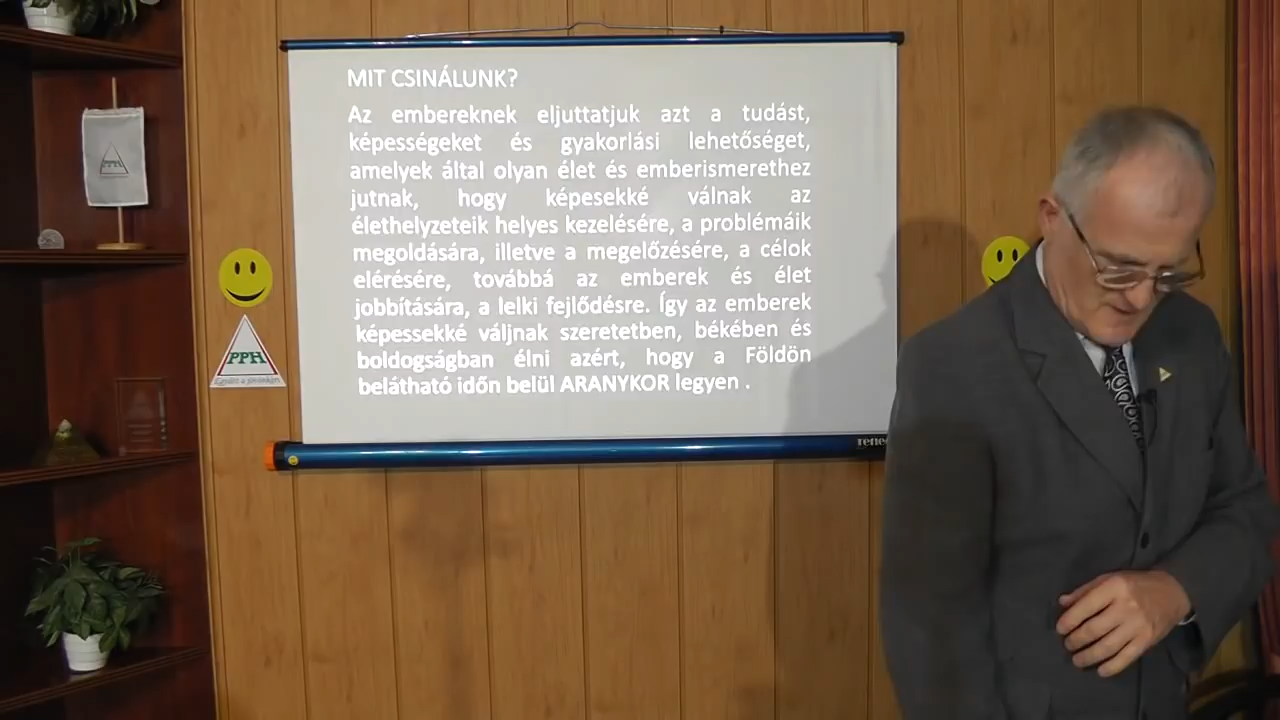 MIT CSINÁLUNK?
Az embereknek eljuttatjuk azt a tudást,
képességeket és gyakorlási lehetőséget,
amelyek által olyan élet és emberismerethez
jutnak, hogy képesekké válnak az
élethelyzeteik helyes kezelésére, a problémáik
megoldására, illetve a megelőzésére, a célok
elérésére, továbbá az emberek és élet
jobbítására, a lelki fejlődésre. Így az emberek
képessekké váljnak szeretetben, békében és
boldogságban élni azért, hogy a Földön
belátható időn belül ARANYKOR legyen .
PPH